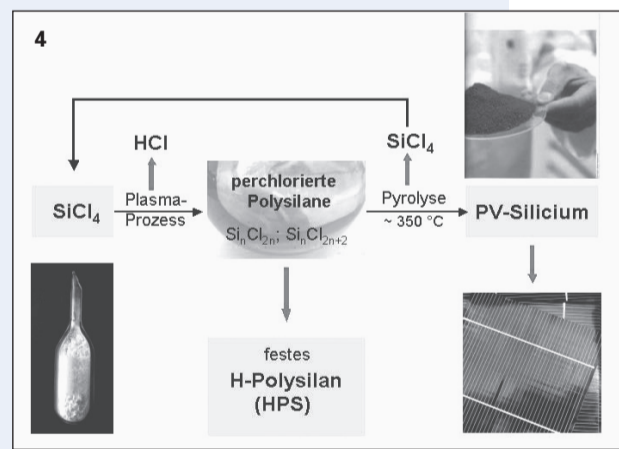 4
HCl
SiCl₄
SiCl₄
Plasma-
Prozess
perchlorierte
Polysilane
SiₙCl₂ₙ; SiₙCl₂ₙ₊₂
Pyrolyse
~ 350 °C
PV-Silicium
festes
H-Polysilan
(HPS)